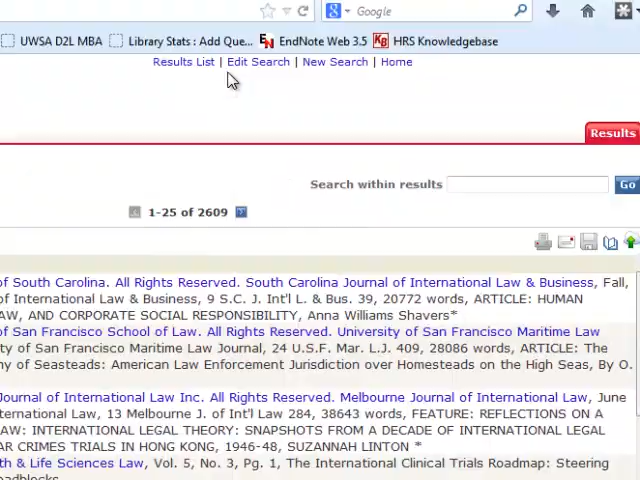 Google
UWSA D2L MBA Library Stats : Add Que... EN EndNote Web 3.5 KB HRS Knowledgebase
Results List | Edit Search | New Search | Home
Results
Search within results Go
1-25 of 2609
of South Carolina. All Rights Reserved. South Carolina Journal of International Law & Business, Fall,
of International Law & Business, 9 S.C. J. Int'l L. & Bus. 39, 20772 words, ARTICLE: HUMAN
AW, AND CORPORATE SOCIAL RESPONSIBILITY, Anna Williams Shavers*
of San Francisco School of Law. All Rights Reserved. University of San Francisco Maritime Law
ty of San Francisco Maritime Law Journal, 24 U.S.F. Mar. L.J. 409, 28086 words, ARTICLE: The
ny of Seasteads: American Law Enforcement Jurisdiction over Homesteads on the High Seas, By O.
Journal of International Law Inc. All Rights Reserved. Melbourne Journal of International Law, June
nternational Law, 13 Melbourne J. of Int'l Law 284, 38643 words, FEATURE: REFLECTIONS ON A
AW: INTERNATIONAL LEGAL THEORY: SNAPSHOTS FROM A DECADE OF INTERNATIONAL LEGAL
AR CRIMES TRIALS IN HONG KONG, 1946-48, SUZANNAH LINTON *
th & Life Sciences Law, Vol. 5, No. 3, Pg. 1, The International Clinical Trials Roadmap: Steering
adblocks